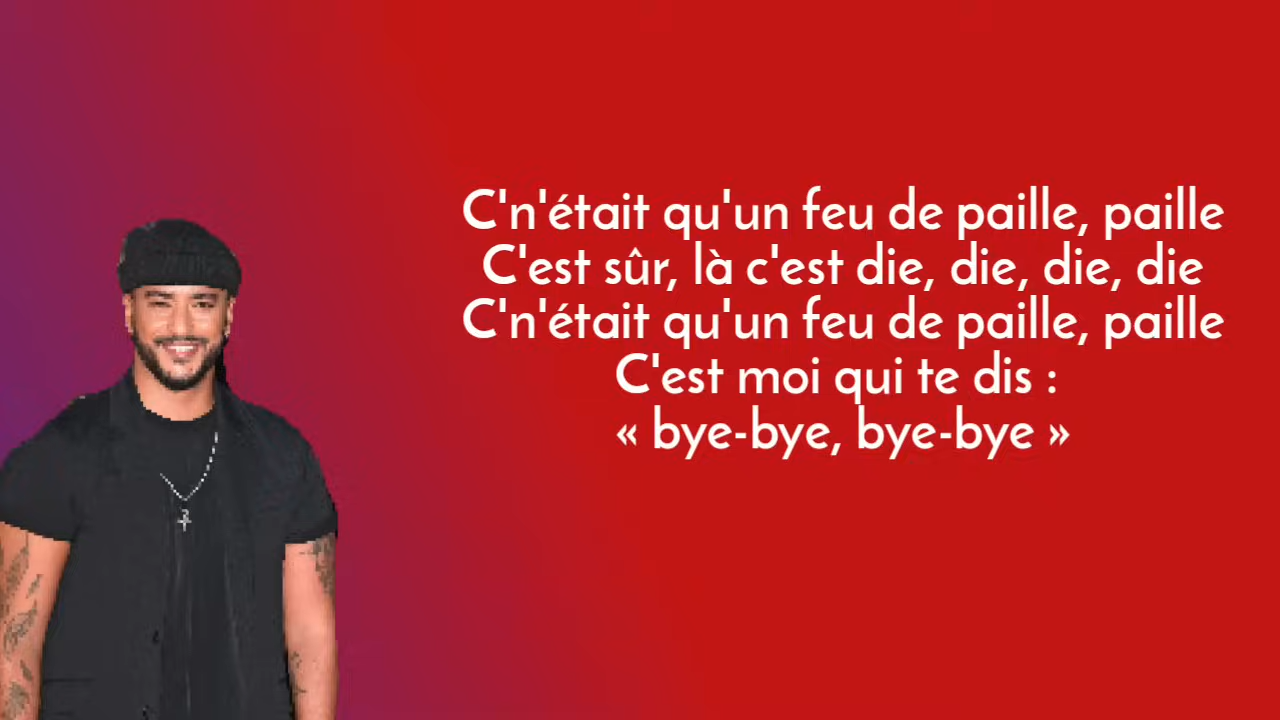 C'n'était qu'un feu de paille, paille
C'est sûr, là c'est die, die, die, die
C'n'était qu'un feu de paille, paille
C'est moi qui te dis :
« bye-bye, bye-bye »